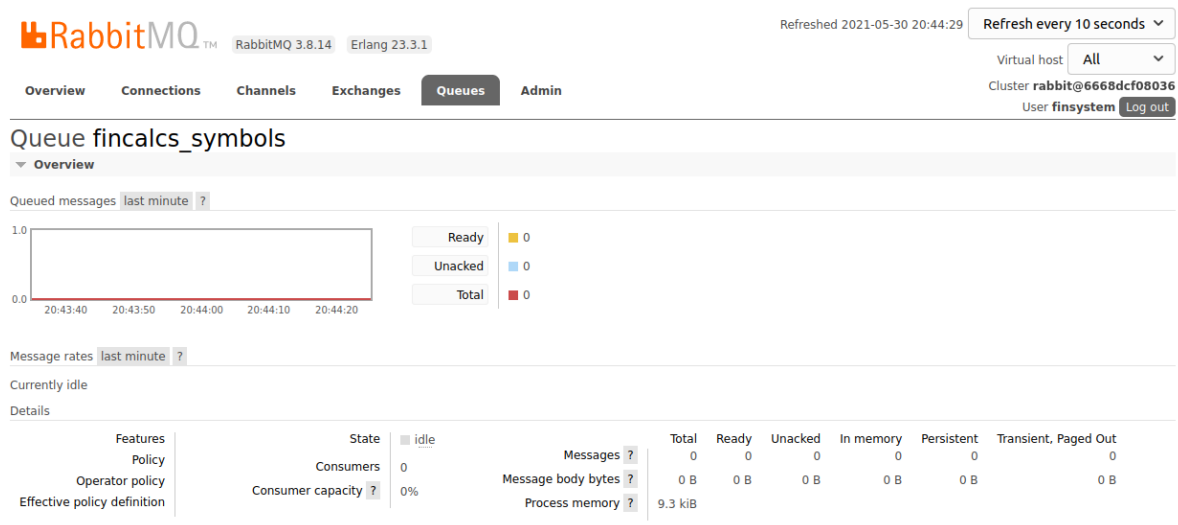 RabbitMQ TM RabbitMQ 3.8.14 Erlang 23.3.1
Refreshed 2021-05-30 20:44:29 Refresh every 10 seconds
Virtual host All
Cluster rabbit@6668dcf08036
User finsystem Log out
Overview Connections Channels Exchanges Queues Admin
Queue fincalcs_symbols
Overview
Queued messages last minute ?
1.0
0.0
20:43:40 20:43:50 20:44:00 20:44:10 20:44:20
Ready 0
Unacked 0
Total 0
Message rates last minute ?
Currently idle
Details
Features
Policy
Operator policy
Effective policy definition
State idle
Consumers 0
Consumer capacity ? 0%
Total Ready Unacked In memory Persistent Transient, Paged Out
Messages ? 0 0 0 0 0 0
Message body bytes ? 0 B 0 B 0 B 0 B 0 B 0 B
Process memory ? 9.3 kiB